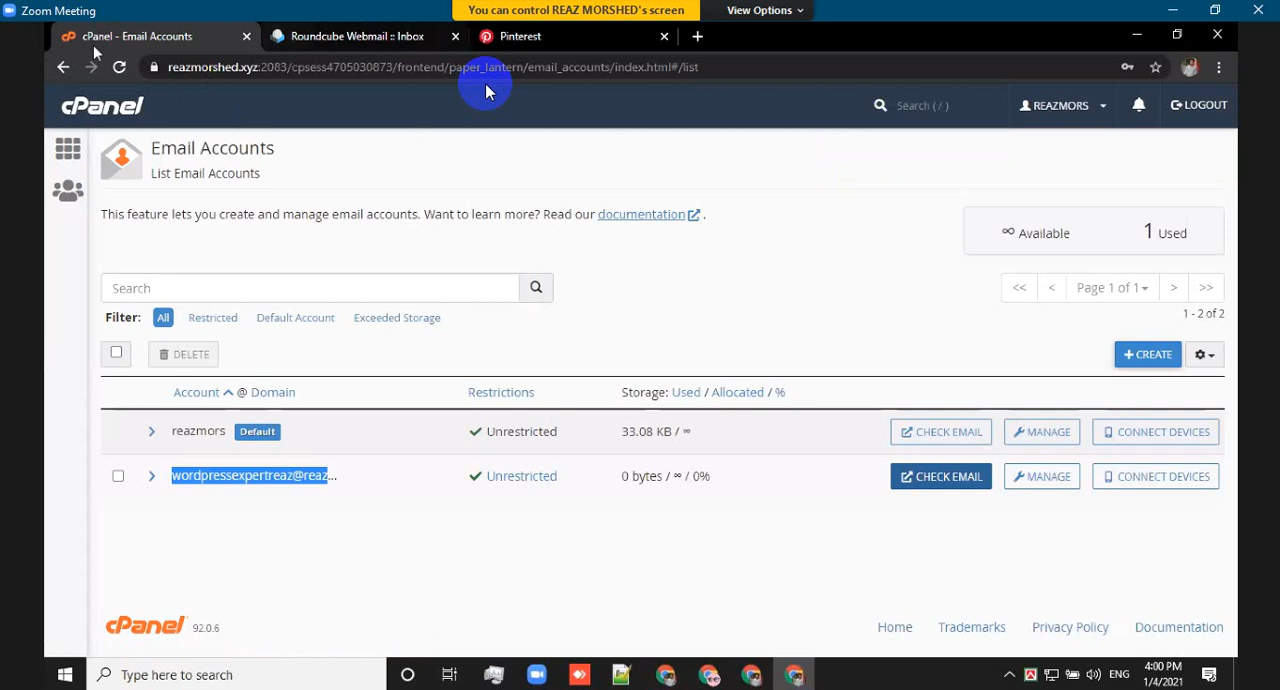 Zoom Meeting
You can control REAZ MORSHED's screen
View Options
cPanel - Email Accounts
Roundcube Webmail :: Inbox
Pinterest
reazmorshed.xyz:2083/cpsess4705030873/frontend/paper_lantern/email_accounts/index.html#/list
cPanel
Search ( / )
REAZMORS
LOGOUT
Email Accounts
List Email Accounts
This feature lets you create and manage email accounts. Want to learn more? Read our documentation .
∞ Available
1 Used
Search
<< < Page 1 of 1 > >>
Filter: All Restricted Default Account Exceeded Storage
1 - 2 of 2
DELETE
+ CREATE
Account @ Domain
Restrictions
Storage: Used / Allocated / %
reazmors Default
Unrestricted
33.08 KB / ∞
CHECK EMAIL
MANAGE
CONNECT DEVICES
wordpressexpertreaz@reaz...
Unrestricted
0 bytes / ∞ / 0%
CHECK EMAIL
MANAGE
CONNECT DEVICES
cPanel 92.0.6
Home
Trademarks
Privacy Policy
Documentation
Type here to search
ENG
4:00 PM
1/4/2021